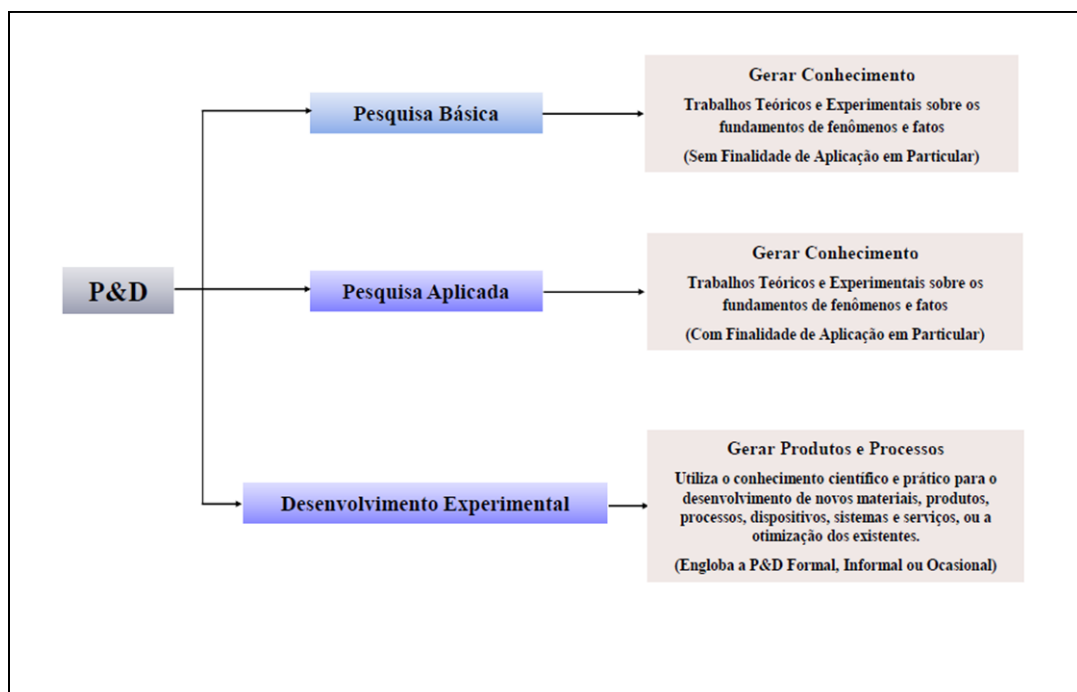 P&D
Pesquisa Básica
Gerar Conhecimento
Trabalhos Teóricos e Experimentais sobre os
fundamentos de fenômenos e fatos
(Sem Finalidade de Aplicação em Particular)
Pesquisa Aplicada
Gerar Conhecimento
Trabalhos Teóricos e Experimentais sobre os
fundamentos de fenômenos e fatos
(Com Finalidade de Aplicação em Particular)
Desenvolvimento Experimental
Gerar Produtos e Processos
Utiliza o conhecimento científico e prático para o
desenvolvimento de novos materiais, produtos,
processos, dispositivos, sistemas e serviços, ou a
otimização dos existentes.
(Engloba a P&D Formal, Informal ou Ocasional)